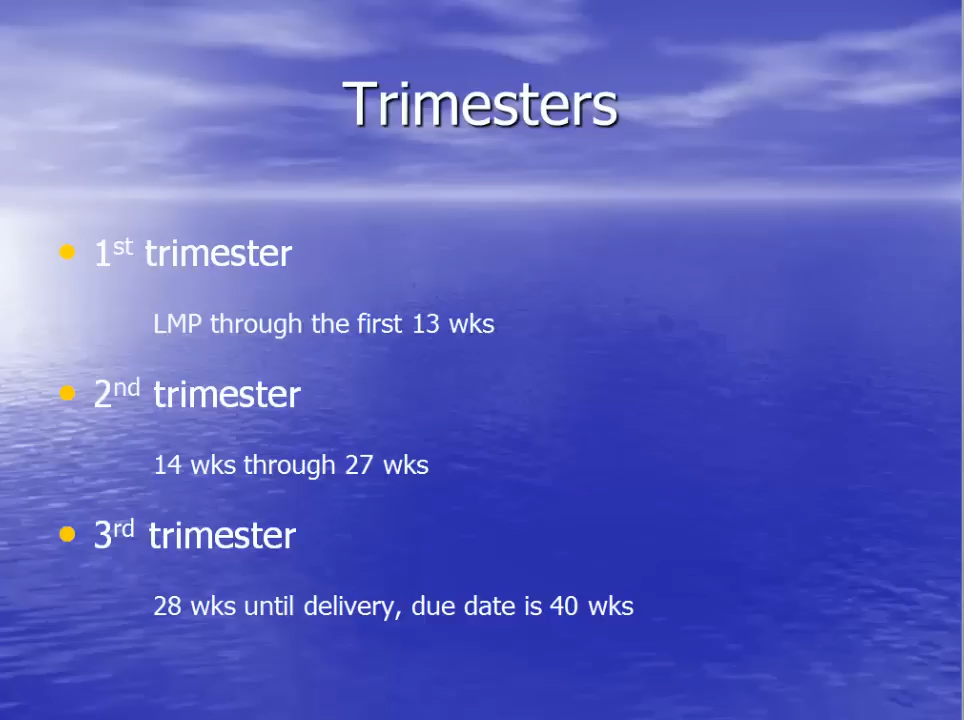 Trimesters
1st trimester
LMP through the first 13 wks
2nd trimester
14 wks through 27 wks
3rd trimester
28 wks until delivery, due date is 40 wks